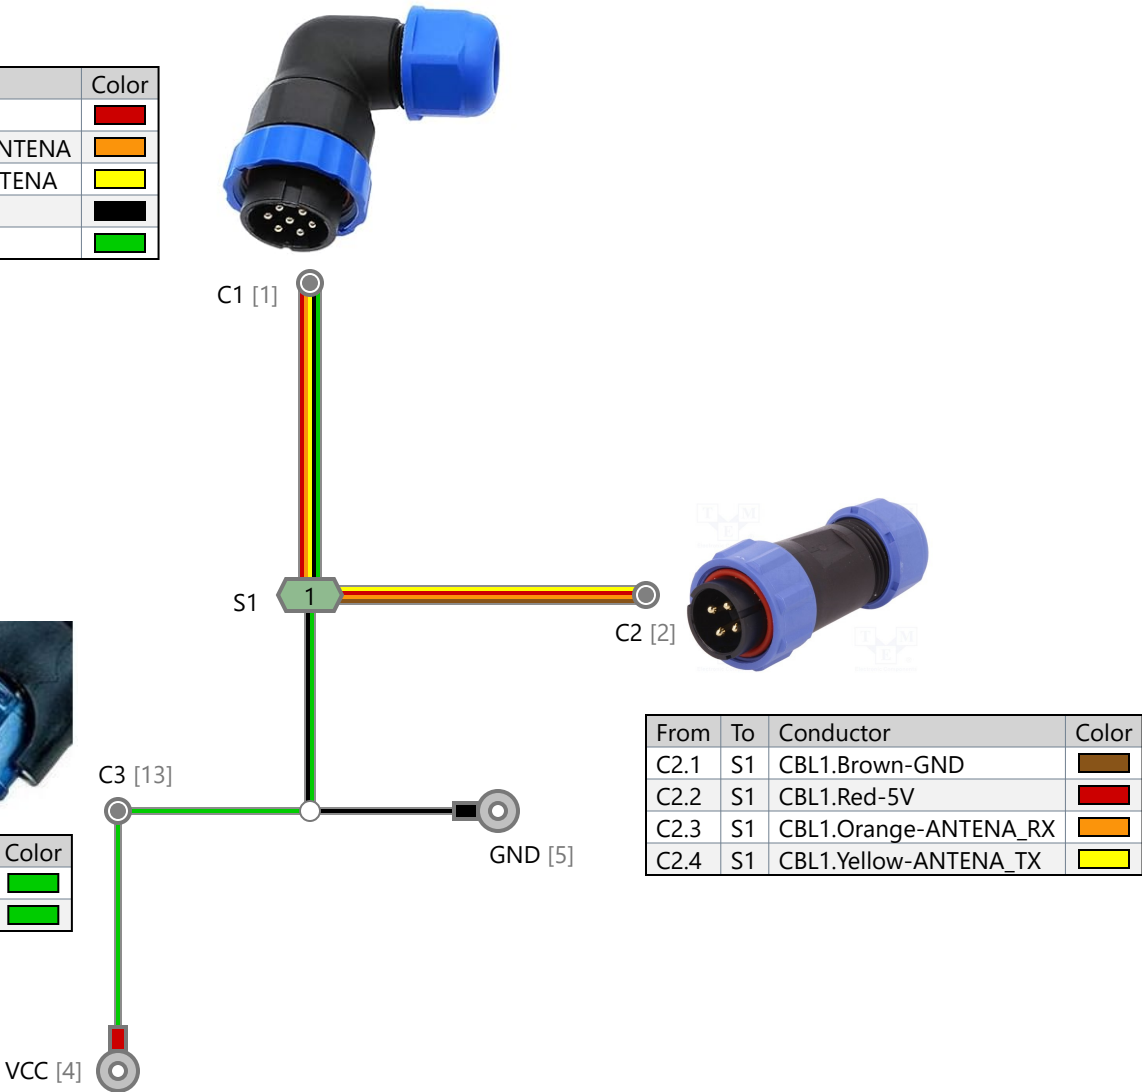 Color
NTENA
TENA
C1 [1]
S1
1
C2 [2]
TME
TME
From To Conductor Color
C2.1 S1 CBL1.Brown-GND
C2.2 S1 CBL1.Red-5V
C2.3 S1 CBL1.Orange-ANTENA_RX
C2.4 S1 CBL1.Yellow-ANTENA_TX
C3 [13]
GND [5]
Color
VCC [4]